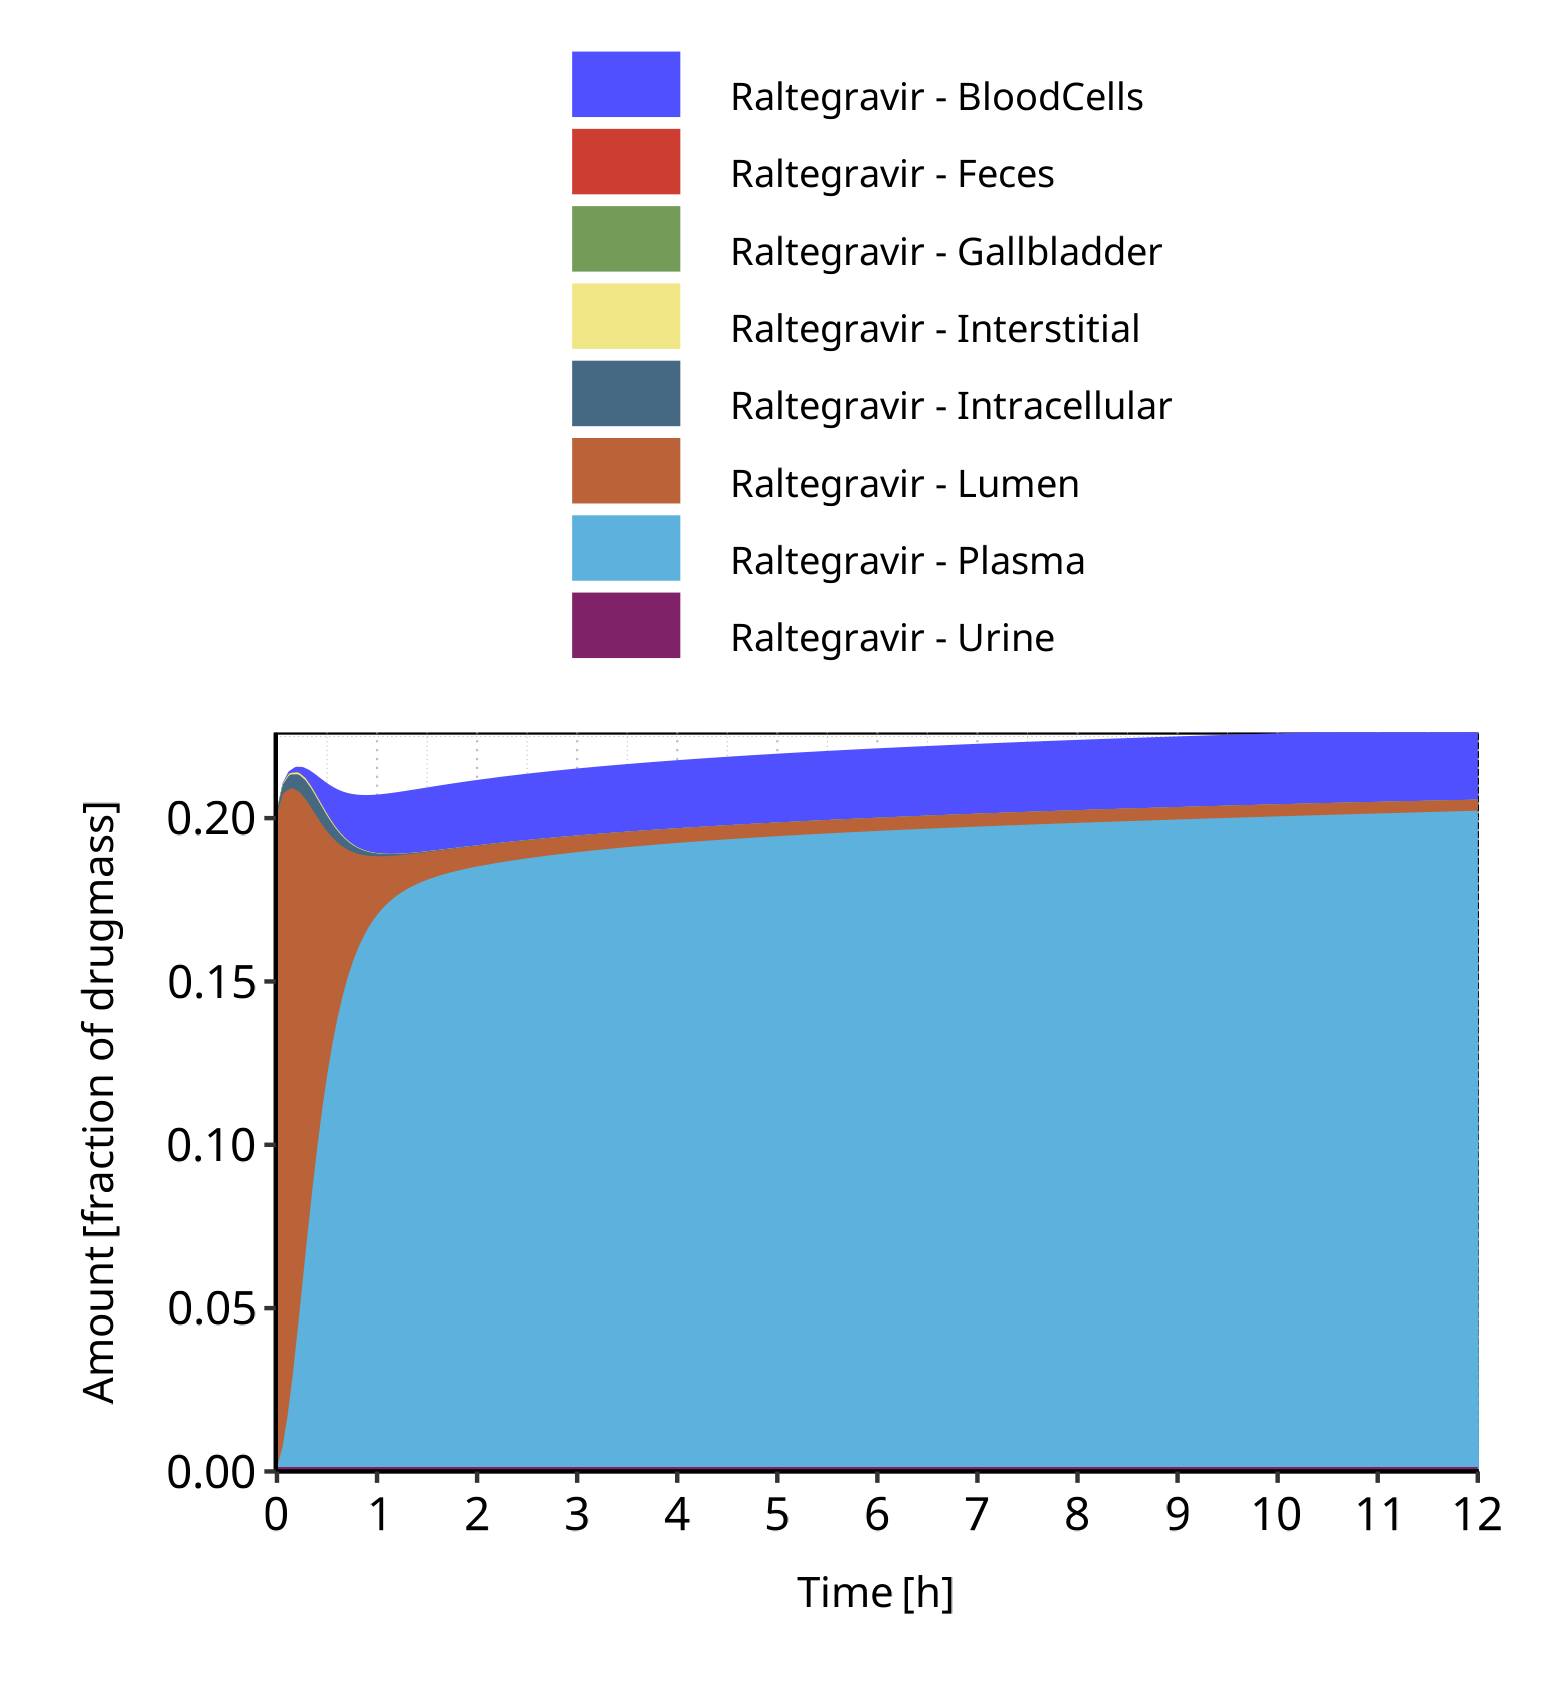 Raltegravir - BloodCells
Raltegravir - Feces
Raltegravir - Gallbladder
Raltegravir - Interstitial
Raltegravir - Intracellular
Raltegravir - Lumen
Raltegravir - Plasma
Raltegravir - Urine
Amount [fraction of drugmass]
0.20
0.15
0.10
0.05
0.00
0 1 2 3 4 5 6 7 8 9 10 11 12
Time [h]